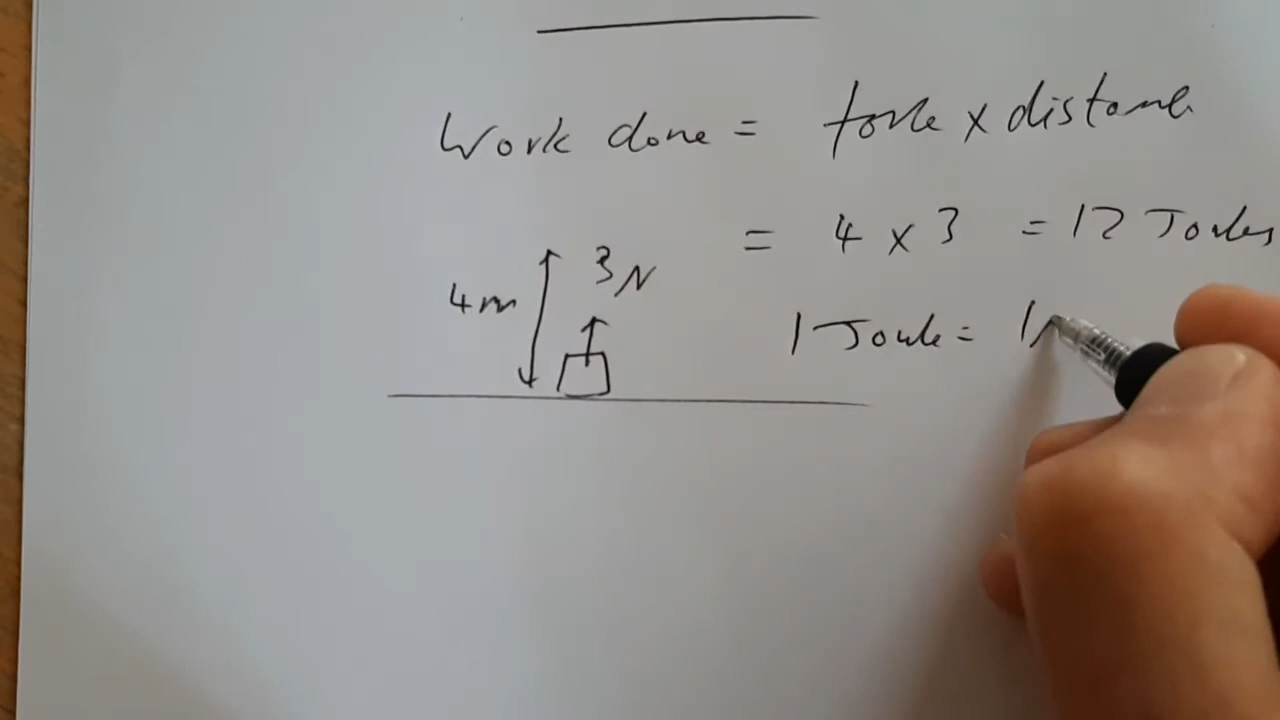 Work done = force x distance
= 4 x 3 = 12 Joules
3N
4m
1 Joule = 1